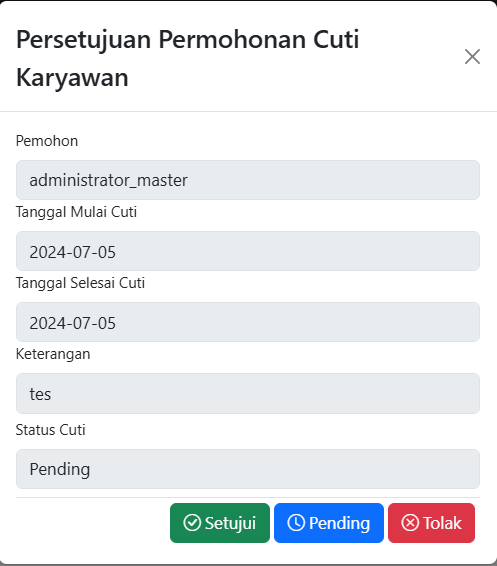 Persetujuan Permohonan Cuti
Karyawan
Pemohon
administrator_master
Tanggal Mulai Cuti
2024-07-05
Tanggal Selesai Cuti
2024-07-05
Keterangan
tes
Status Cuti
Pending
Setujui Pending Tolak